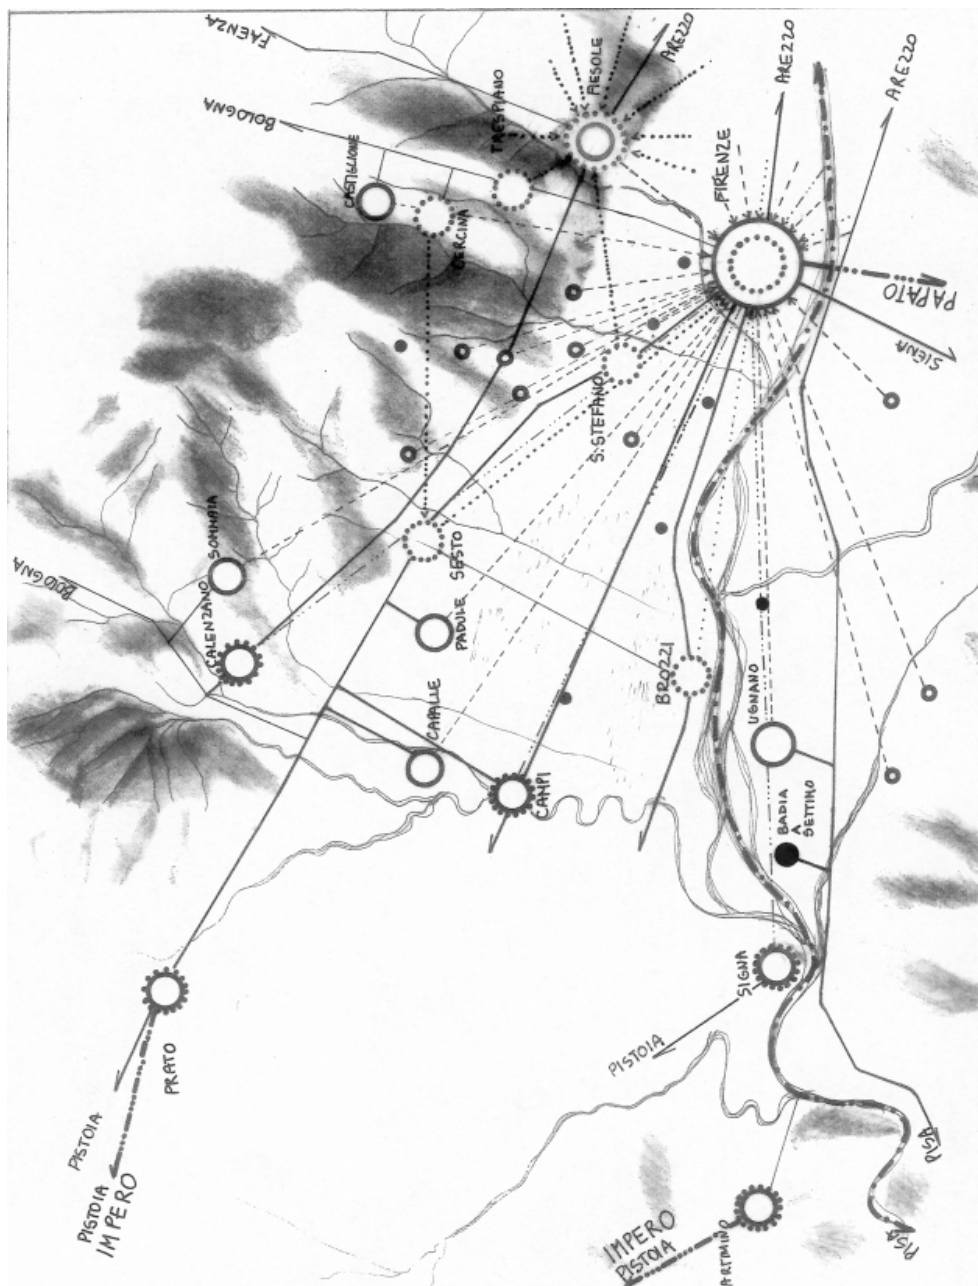 FAENZA
BOLOGNA
TRESPIANO
FIESOLE
AREZZO
AREZZO
AREZZO
CASTIGLIONE
CERCINA
FIRENZE
PAPATO
SIENA
S.STEFANO
SESTO
SOMMAIA
BOLOGNA
CALENZANO
PADULE
CAPALLE
CAMPI
BROZZI
UGNANO
BADIA
A
SETTIMO
SIGNA
PRATO
PISTOIA
PISTOIA
PISTOIA
IMPERO
IMPERO
PISTOIA
ARTIMINO
PISA
PISA